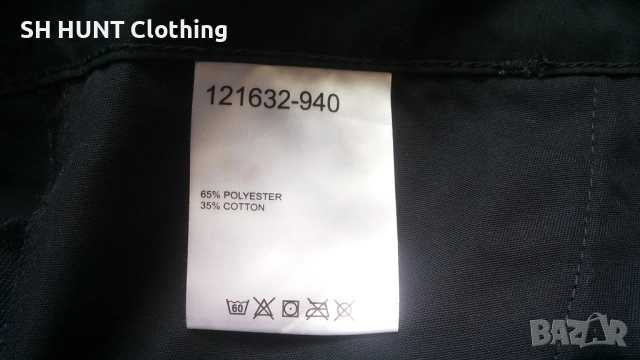 SH HUNT Clothing
121632-940
65% POLYESTER
35% COTTON
60
BAZAR